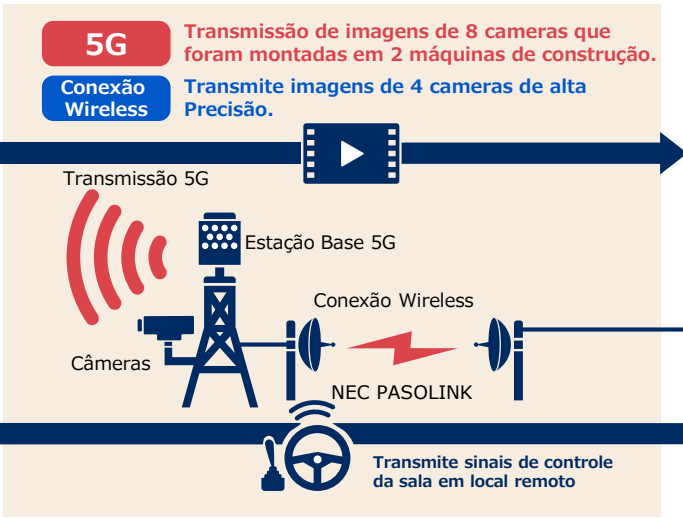 5G
Transmissão de imagens de 8 cameras que
foram montadas em 2 máquinas de construção.
Conexão
Wireless
Transmite imagens de 4 cameras de alta
Precisão.
Transmissão 5G
Estação Base 5G
Conexão Wireless
Câmeras
NEC PASOLINK
Transmite sinais de controle
da sala em local remoto